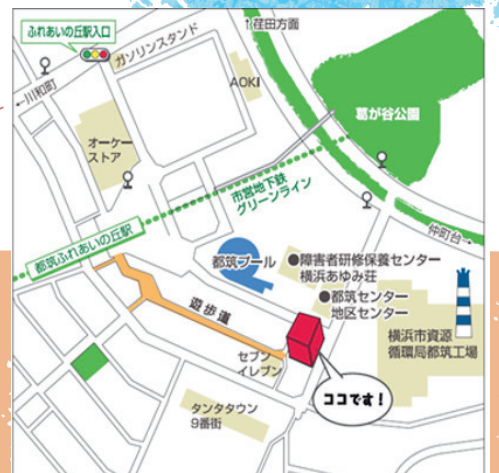 ふれあいの丘駅入口
ガソリンスタンド
↑荏田方面
←川和町
AOKI
葛が谷公園
オーケー
ストア
市営地下鉄
グリーンライン
都筑ふれあいの丘駅
仲町台→
都筑プール
●障害者研修保養センター
横浜あゆみ荘
●都筑センター
地区センター
遊歩道
横浜市資源
循環局都筑工場
セブン
イレブン
ココです!
タンタタウン
9番街